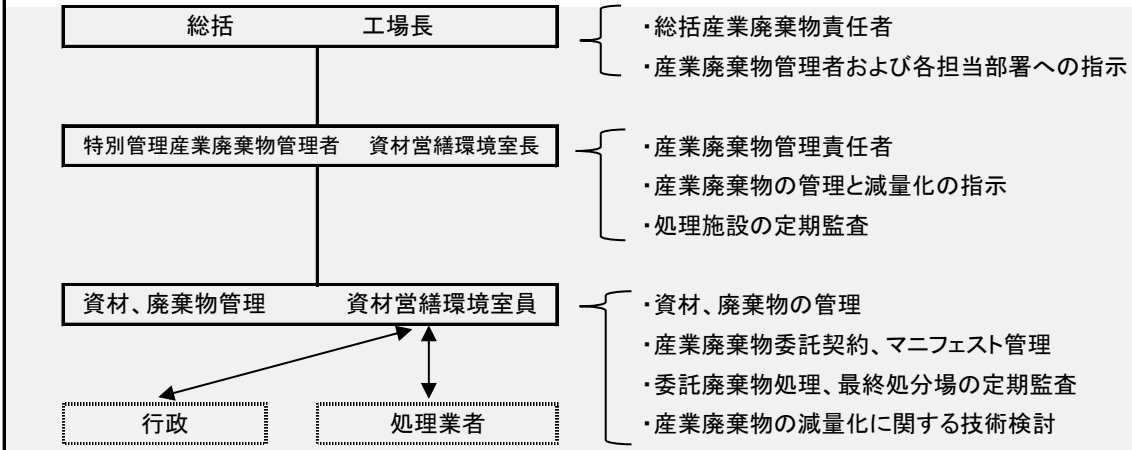 総括 工場長
・総括産業廃棄物責任者
・産業廃棄物管理者および各担当部署への指示
特別管理産業廃棄物管理者 資材営繕環境室長
・産業廃棄物管理責任者
・産業廃棄物の管理と減量化の指示
・処理施設の定期監査
資材、廃棄物管理 資材営繕環境室員
・資材、廃棄物の管理
・産業廃棄物委託契約、マニフェスト管理
・委託廃棄物処理、最終処分場の定期監査
・産業廃棄物の減量化に関する技術検討
行政 処理業者